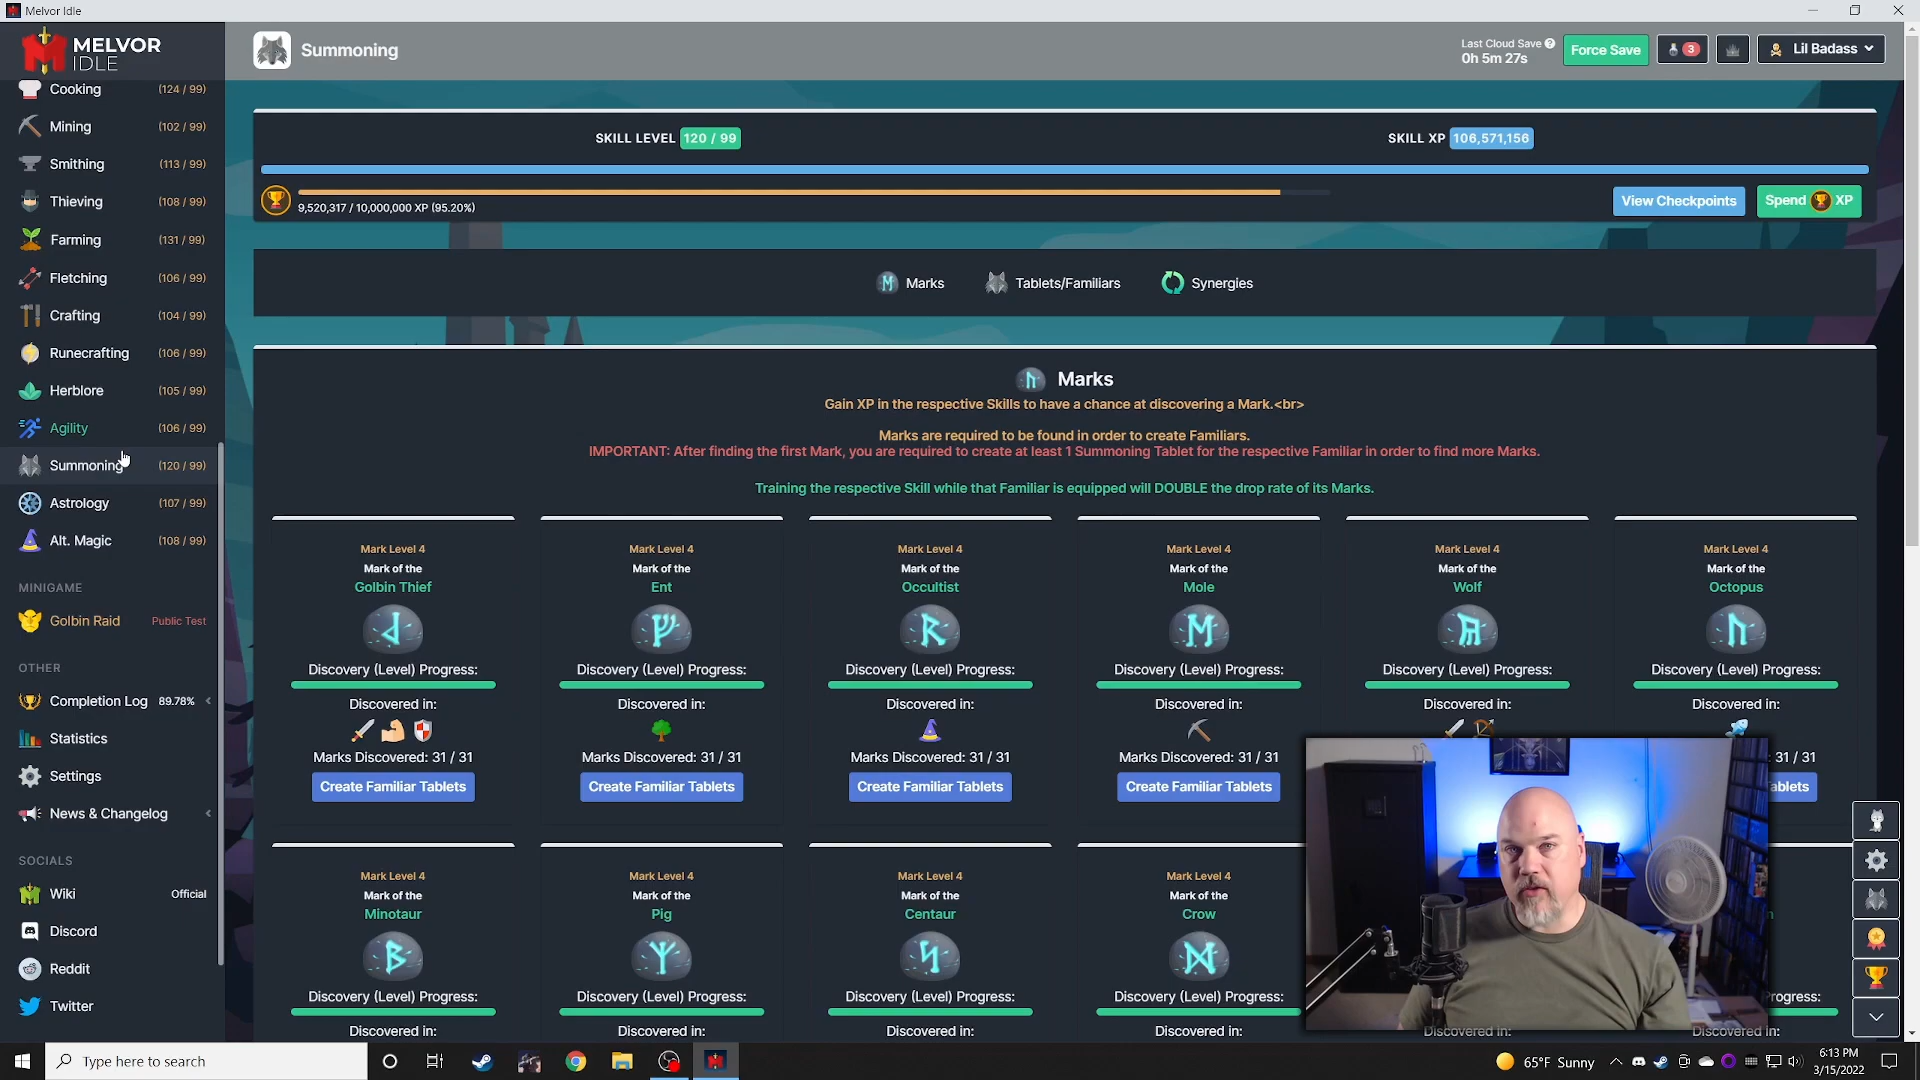 Melvor Idle
MELVOR
IDLE
Summoning
Last Cloud Save
0h 5m 27s
Force Save
3
Lil Badass
Cooking (124 / 99)
Mining (102 / 99)
Smithing (113 / 99)
Thieving (108 / 99)
Farming (131 / 99)
Fletching (106 / 99)
Crafting (104 / 99)
Runecrafting (106 / 99)
Herblore (105 / 99)
Agility (106 / 99)
Summoning (120 / 99)
Astrology (107 / 99)
Alt. Magic (108 / 99)
MINIGAME
Golbin Raid Public Test
OTHER
Completion Log 89.78%
Statistics
Settings
News & Changelog
SOCIALS
Wiki Official
Discord
Reddit
Twitter
SKILL LEVEL 120 / 99
SKILL XP 106,571,156
9,520,317 / 10,000,000 XP (95.20%)
View Checkpoints
Spend XP
Marks
Tablets/Familiars
Synergies
Marks
Gain XP in the respective Skills to have a chance at discovering a Mark.<br>
Marks are required to be found in order to create Familiars.
IMPORTANT: After finding the first Mark, you are required to create at least 1 Summoning Tablet for the respective Familiar in order to find more Marks.
Training the respective Skill while that Familiar is equipped will DOUBLE the drop rate of its Marks.
Mark Level 4
Mark of the
Golbin Thief
Discovery (Level) Progress:
Discovered in:
Marks Discovered: 31 / 31
Create Familiar Tablets
Mark Level 4
Mark of the
Ent
Discovery (Level) Progress:
Discovered in:
Marks Discovered: 31 / 31
Create Familiar Tablets
Mark Level 4
Mark of the
Occultist
Discovery (Level) Progress:
Discovered in:
Marks Discovered: 31 / 31
Create Familiar Tablets
Mark Level 4
Mark of the
Mole
Discovery (Level) Progress:
Discovered in:
Marks Discovered: 31 / 31
Create Familiar Tablets
Mark Level 4
Mark of the
Wolf
Discovery (Level) Progress:
Discovered in:
Mark Level 4
Mark of the
Octopus
Discovery (Level) Progress:
Discovered in:
31 / 31
ablets
Mark Level 4
Mark of the
Minotaur
Discovery (Level) Progress:
Discovered in:
Mark Level 4
Mark of the
Pig
Discovery (Level) Progress:
Discovered in:
Mark Level 4
Mark of the
Centaur
Discovery (Level) Progress:
Discovered in:
Mark Level 4
Mark of the
Crow
Discovery (Level) Progress:
Discovered in:
Discovered in:
n
Progress:
Discovered in:
Type here to search
65°F Sunny
6:13 PM
3/15/2022